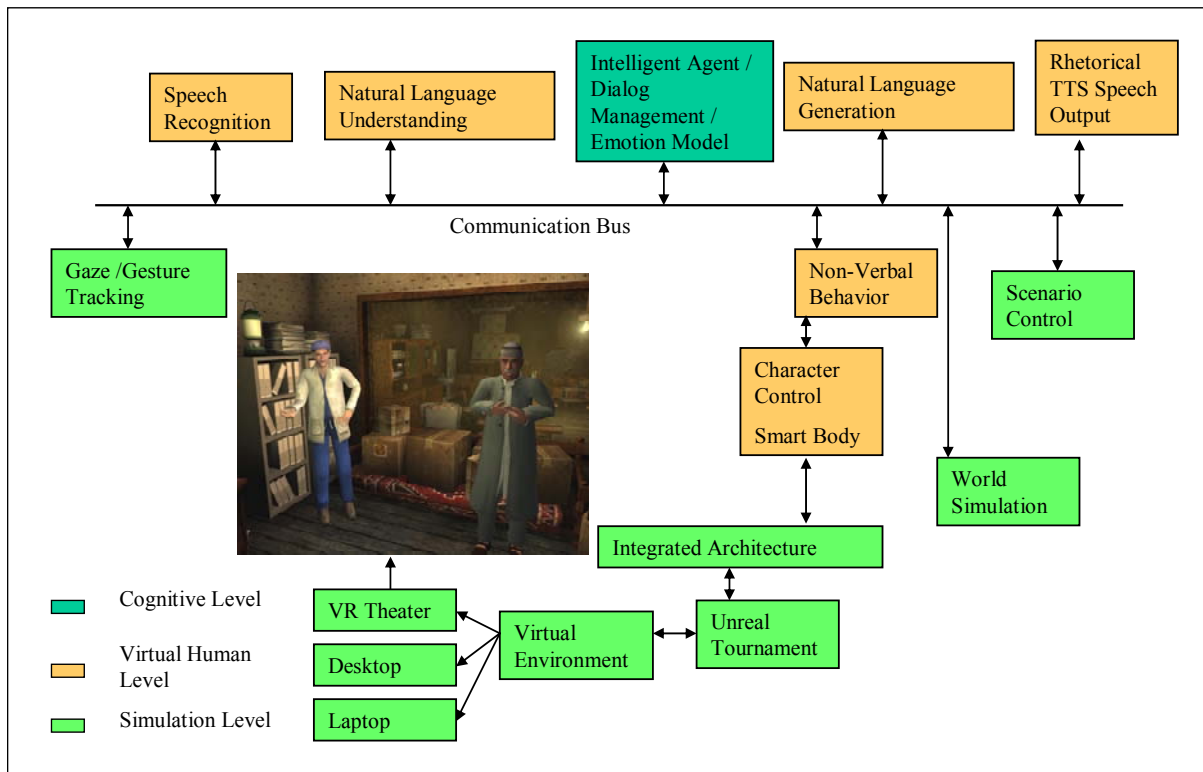 Speech
Recognition
Natural Language
Understanding
Intelligent Agent /
Dialog
Management /
Emotion Model
Natural Language
Generation
Rhetorical
TTS Speech
Output
Communication Bus
Gaze /Gesture
Tracking
Non-Verbal
Behavior
Scenario
Control
Character
Control
Smart Body
World
Simulation
Integrated Architecture
Cognitive Level
Virtual Human
Level
Simulation Level
VR Theater
Desktop
Laptop
Virtual
Environment
Unreal
Tournament